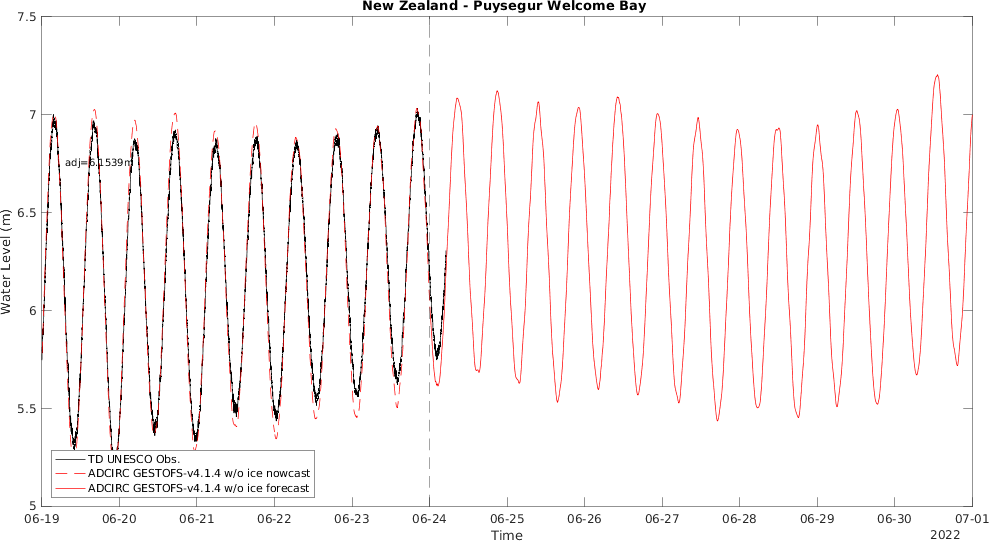 New Zealand - Puysegur Welcome Bay
7.5
7
6.5
6
5.5
5
Water Level (m)
adj=6.1539m
TD UNESCO Obs.
ADCIRC GESTOFS-v4.1.4 w/o ice nowcast
ADCIRC GESTOFS-v4.1.4 w/o ice forecast
06-19 06-20 06-21 06-22 06-23 06-24 06-25 06-26 06-27 06-28 06-29 06-30 07-01
Time
2022